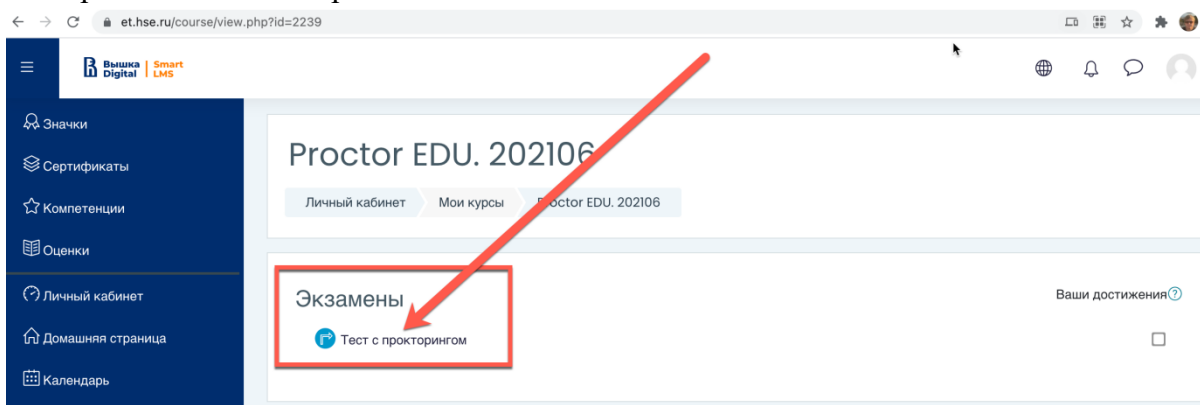 et.hse.ru/course/view.php?id=2239
Вышка Digital | Smart LMS
Значки
Сертификаты
Компетенции
Оценки
Личный кабинет
Домашняя страница
Календарь
Proctor EDU. 202106
Личный кабинет Мои курсы Proctor EDU. 202106
Экзамены
Ваши достижения
Тест с прокторингом